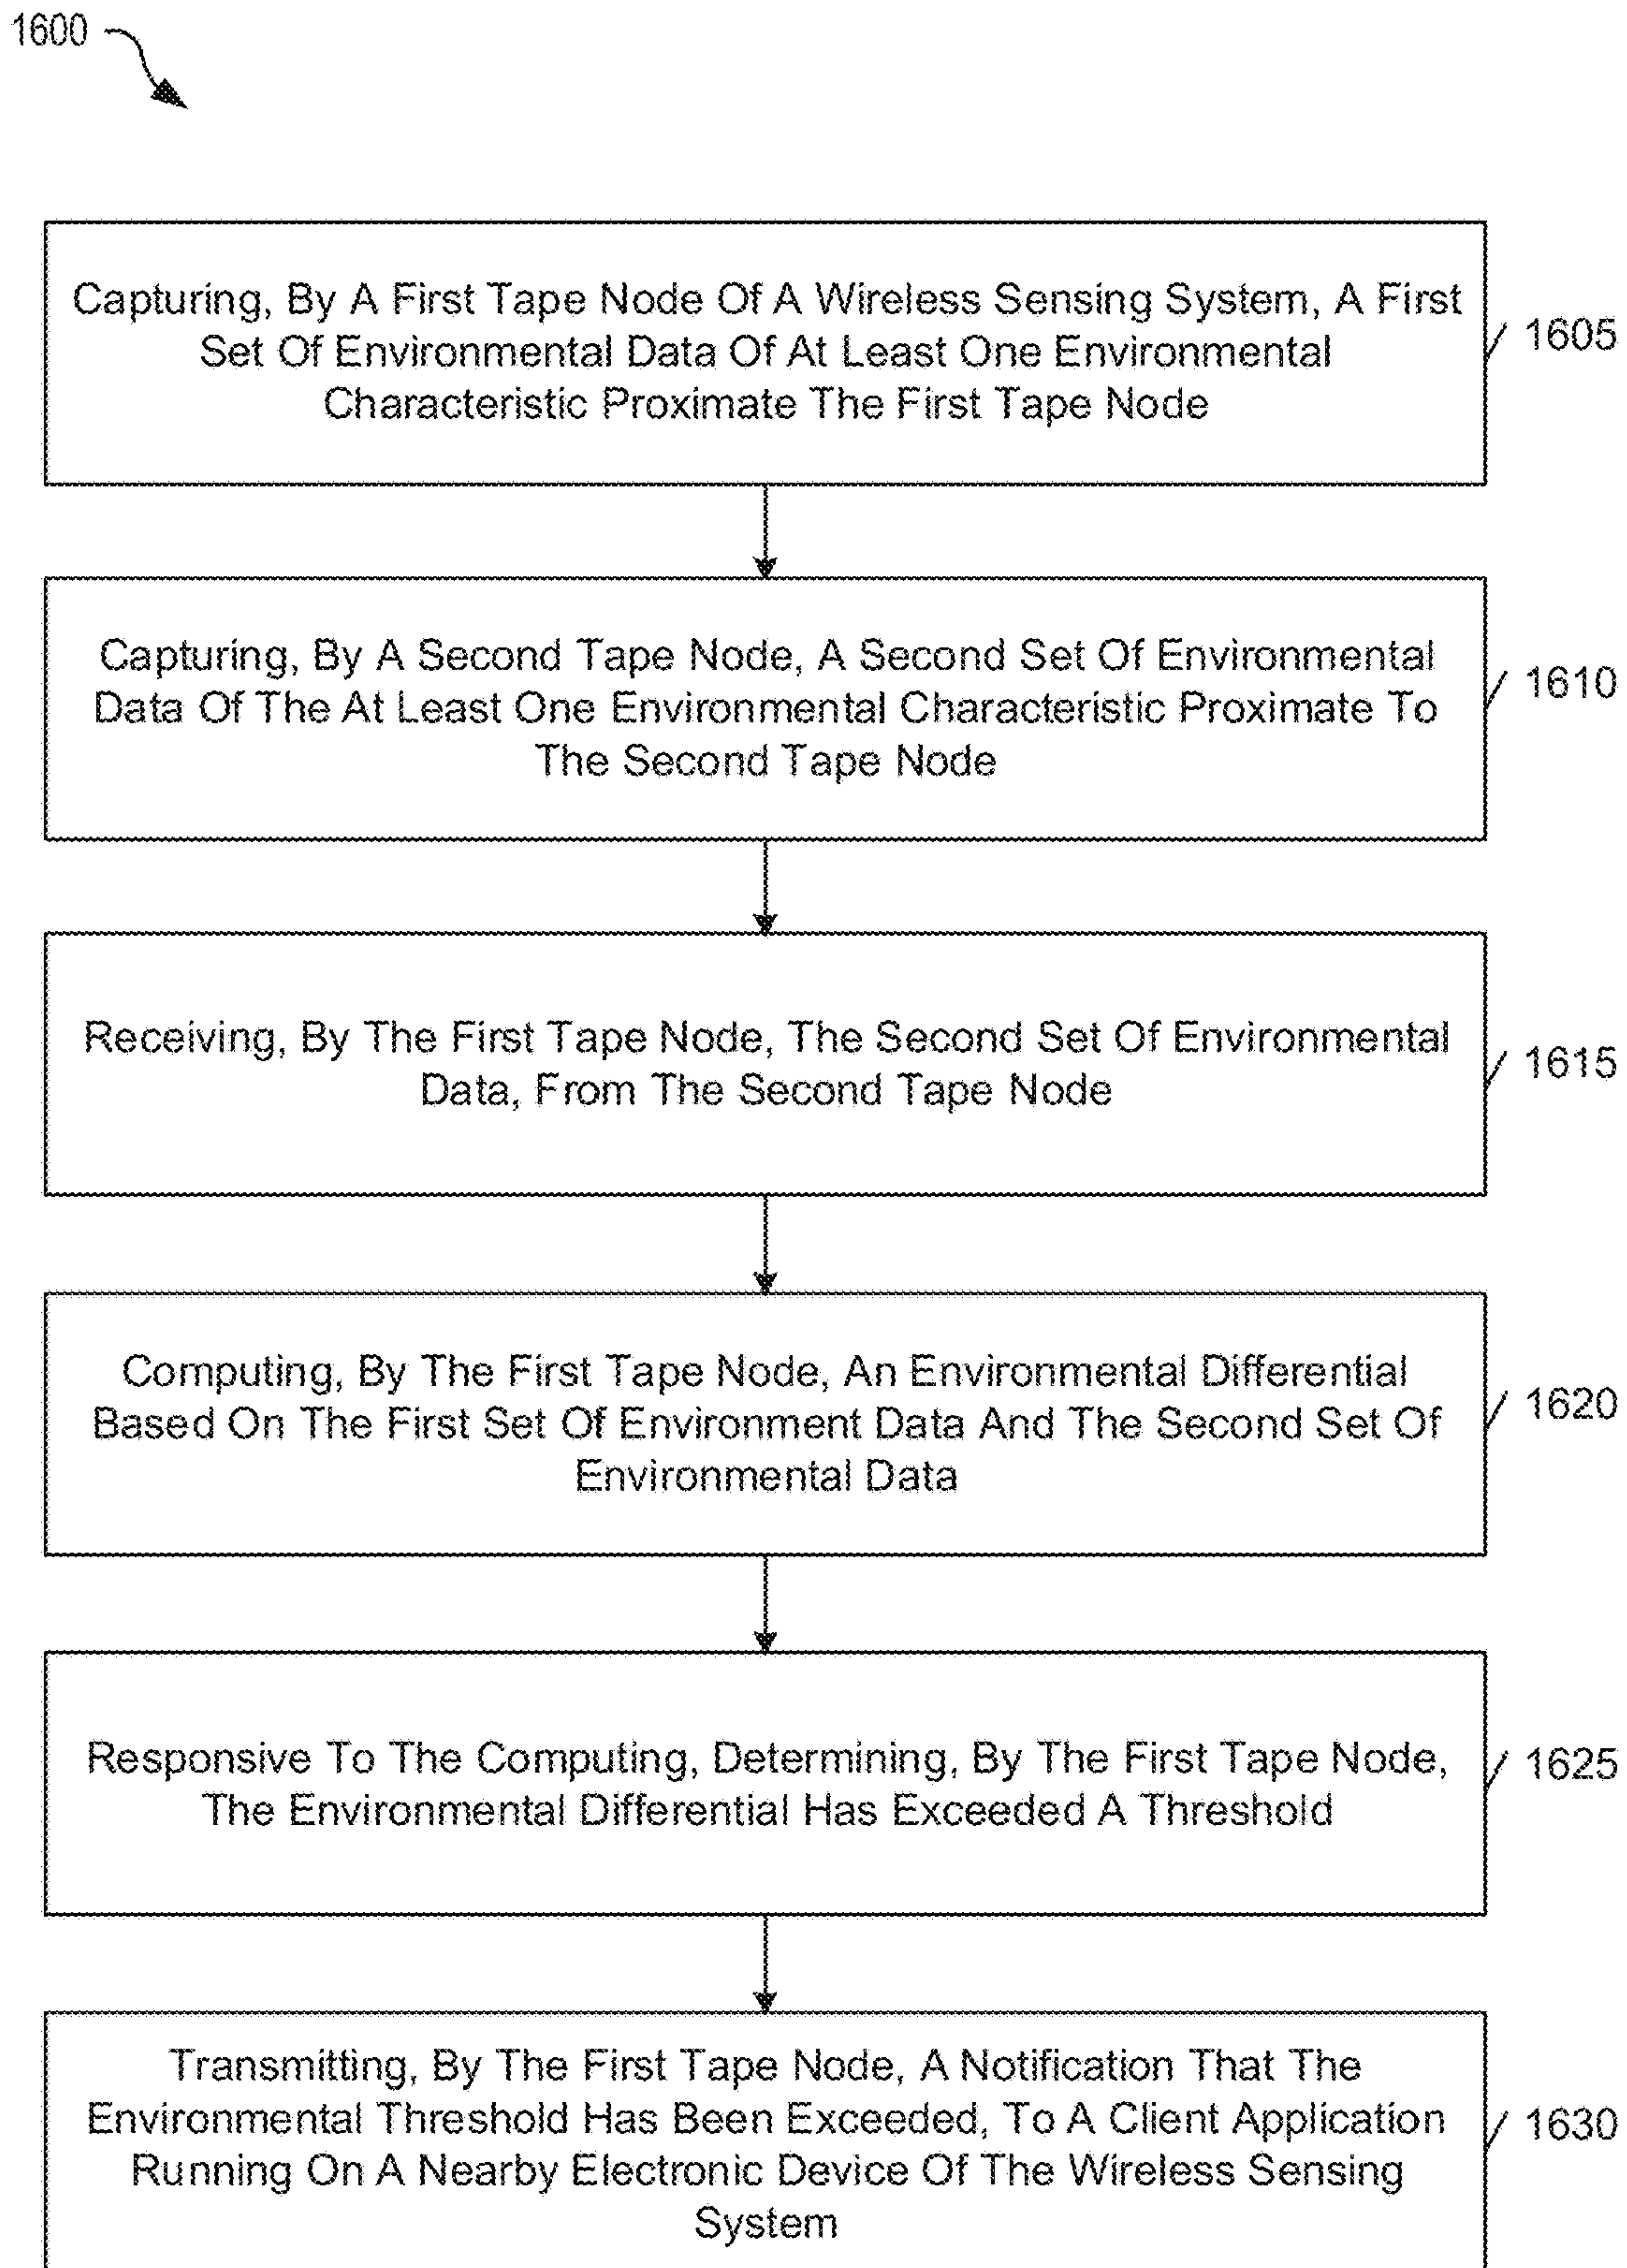 1600
Capturing, By A First Tape Node Of A Wireless Sensing System, A First
Set Of Environmental Data Of At Least One Environmental
Characteristic Proximate The First Tape Node
1605
Capturing, By A Second Tape Node, A Second Set Of Environmental
Data Of The At Least One Environmental Characteristic Proximate To
The Second Tape Node
1610
Receiving, By The First Tape Node, The Second Set Of Environmental
Data, From The Second Tape Node
1615
Computing, By The First Tape Node, An Environmental Differential
Based On The First Set Of Environment Data And The Second Set Of
Environmental Data
1620
Responsive To The Computing, Determining, By The First Tape Node,
The Environmental Differential Has Exceeded A Threshold
1625
Transmitting, By The First Tape Node, A Notification That The
Environmental Threshold Has Been Exceeded, To A Client Application
Running On A Nearby Electronic Device Of The Wireless Sensing
System
1630